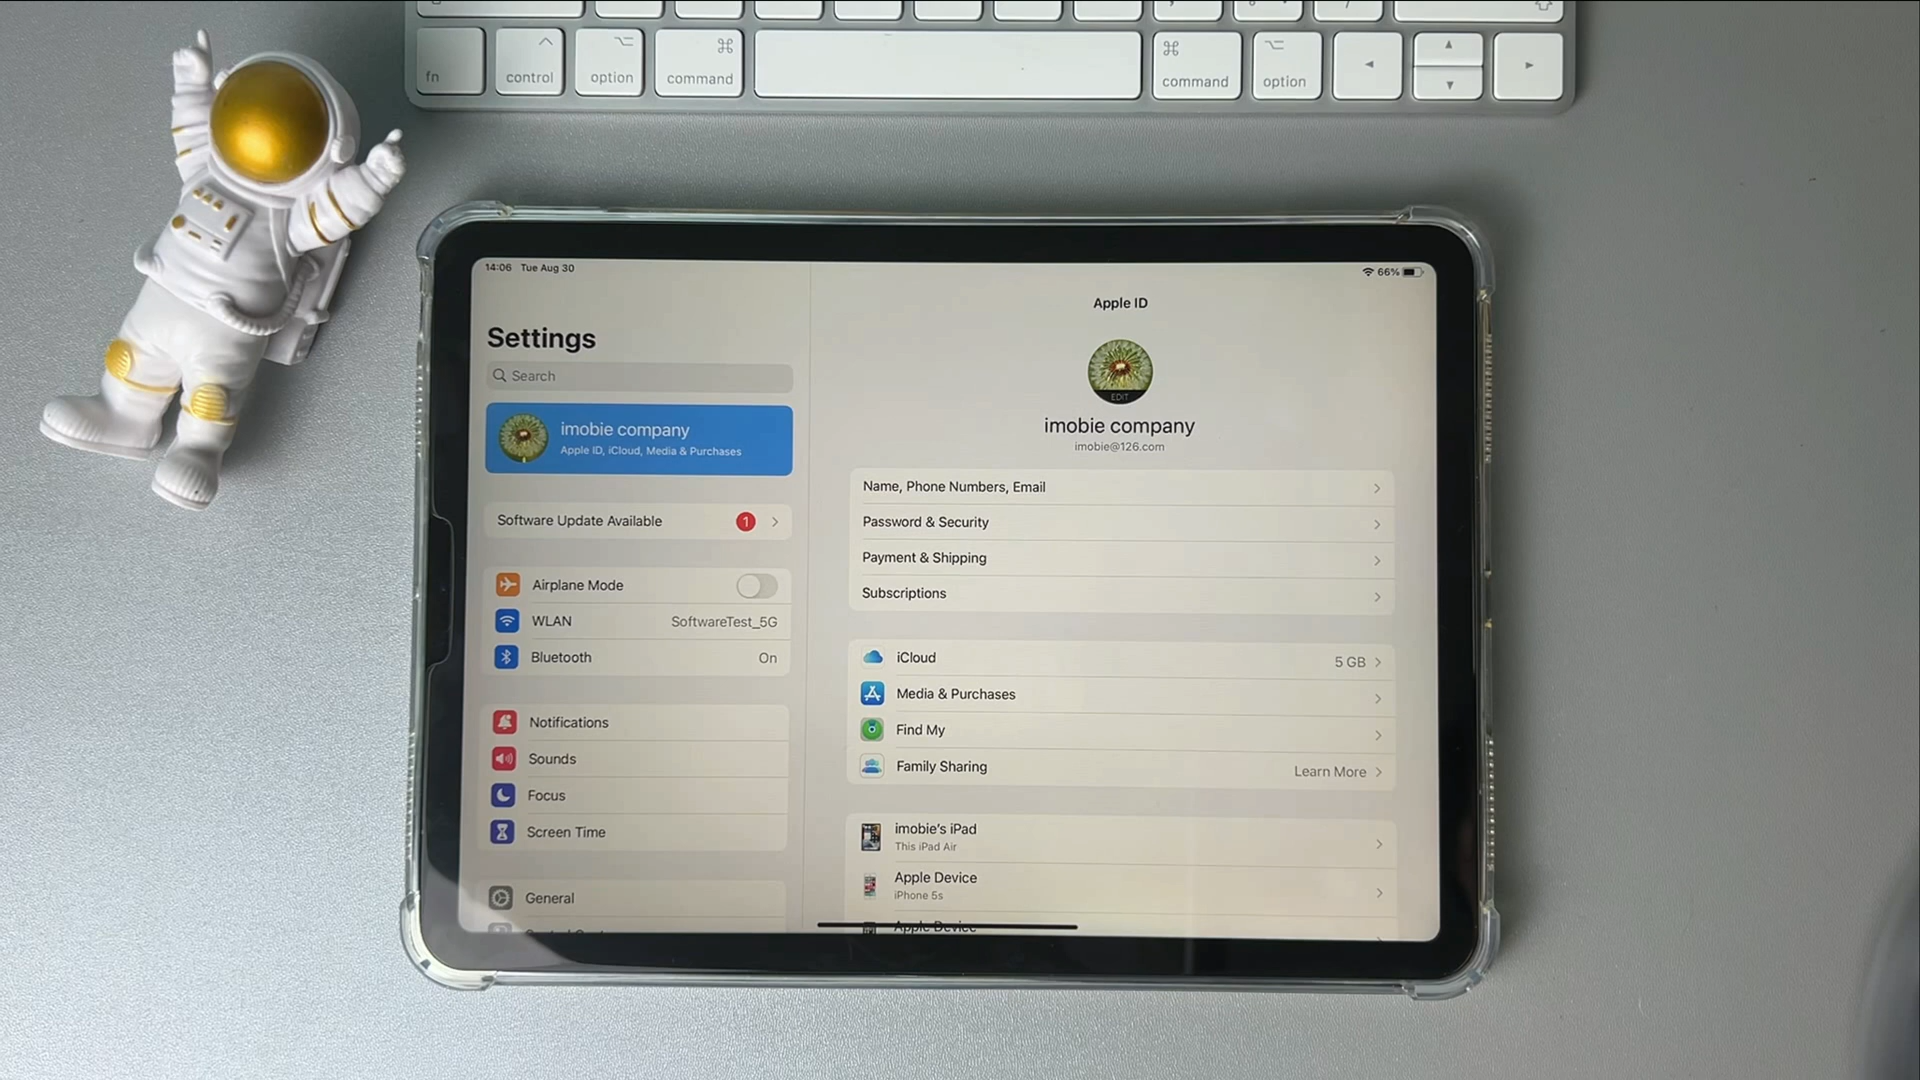 fn
control
option
command
command
option
14:06 Tue Aug 30
66%
Settings
Search
imobie company
Apple ID, iCloud, Media & Purchases
Software Update Available
1
Airplane Mode
WLAN
SoftwareTest_5G
Bluetooth
On
Notifications
Sounds
Focus
Screen Time
General
Apple ID
EDIT
imobie company
imobie@126.com
Name, Phone Numbers, Email
Password & Security
Payment & Shipping
Subscriptions
iCloud
5 GB
Media & Purchases
Find My
Family Sharing
Learn More
imobie's iPad
This iPad Air
Apple Device
iPhone 5s
Apple Device